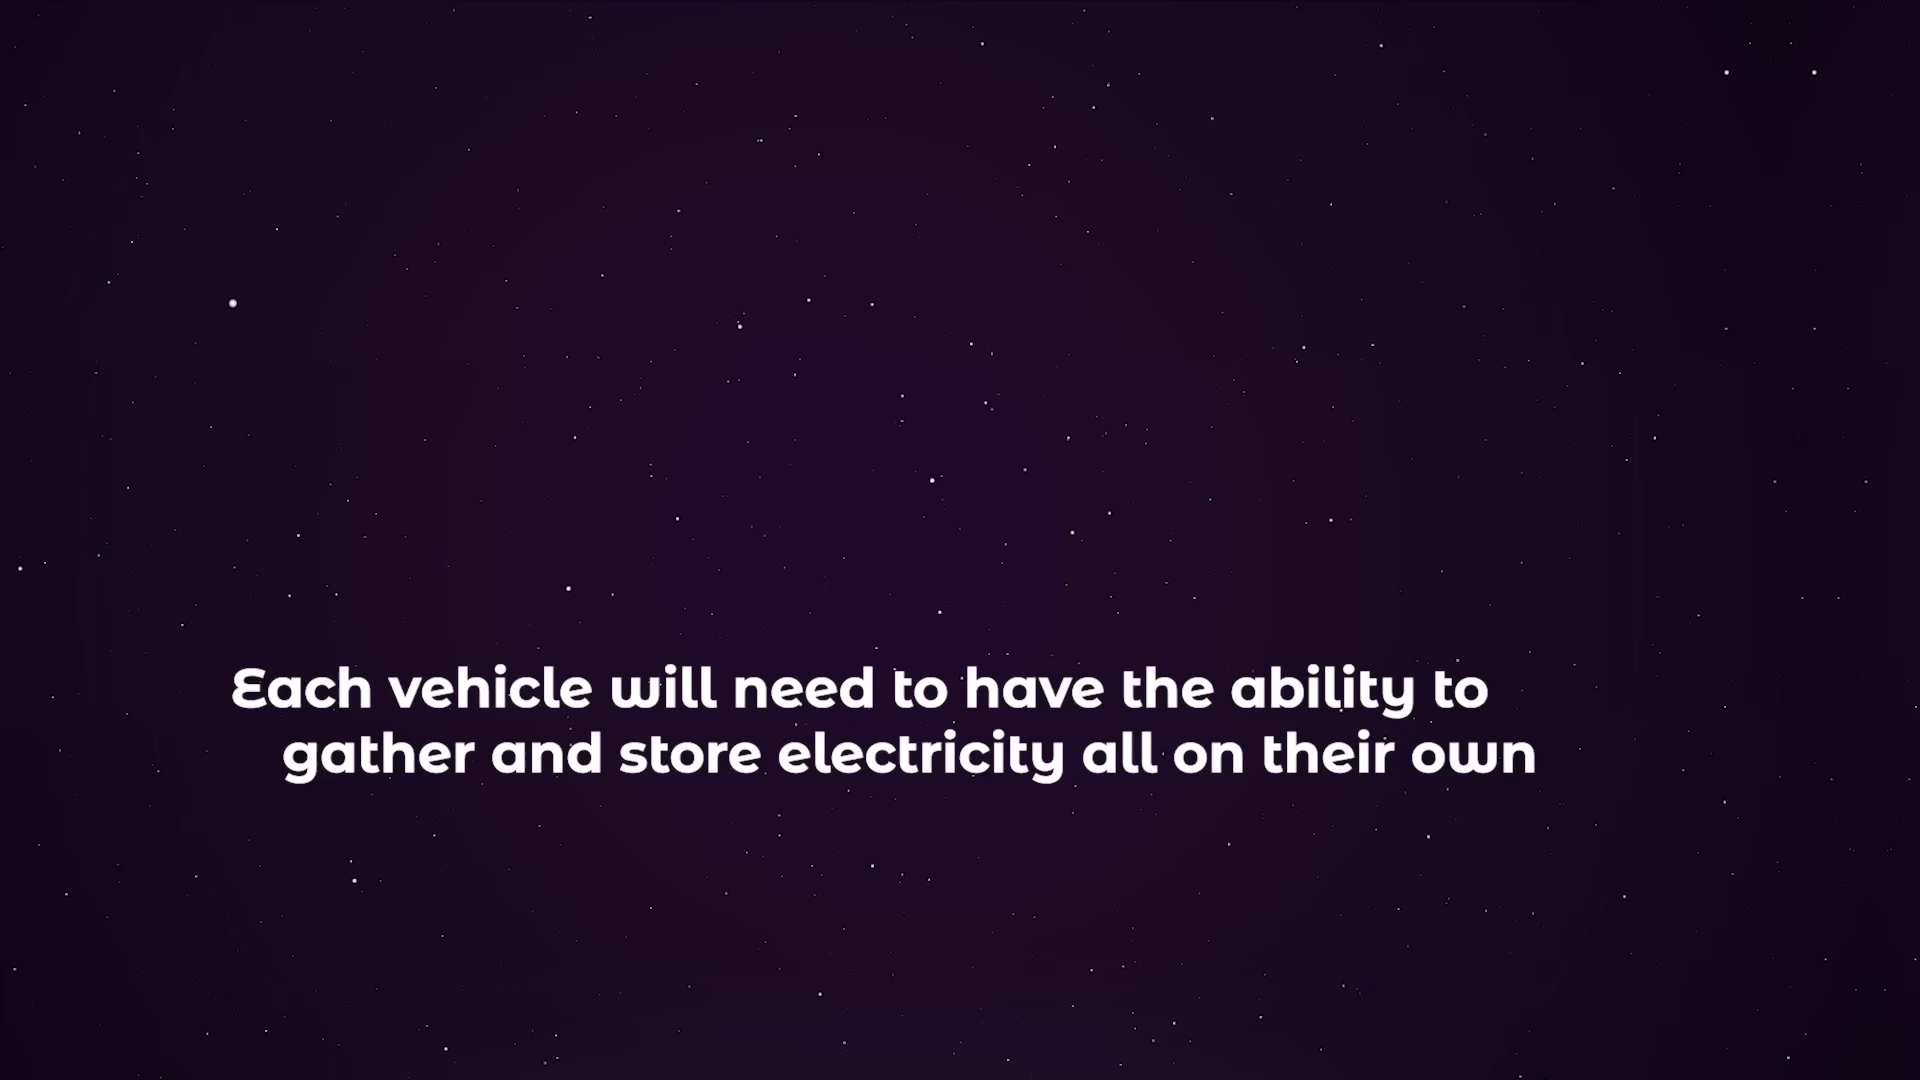 Each vehicle will need to have the ability to
gather and store electricity all on their own